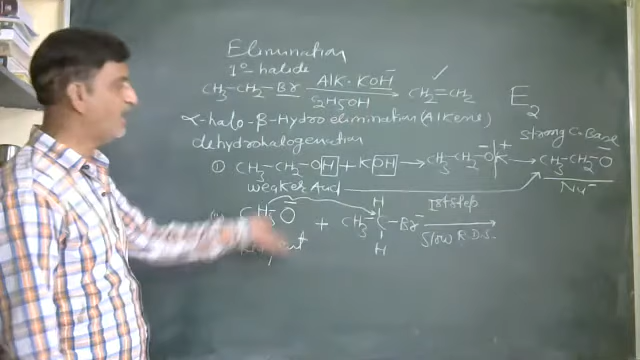 Elimination
1° halide
CH3-CH2-Br Alk. KOH C2H5OH CH2=CH2 ✓
E2
α-halo-β-Hydro elimination (Alkene)
dehydrohalogenation
strong C. Base
① CH3-CH2-OH + KOH → CH3-CH2-O⁻K⁺ → CH3-CH2-O⁻
Nu⁻
weaker Acid
H
CH3 O⁻ + CH3-C-Br 1st step
H
slow R.D.S.